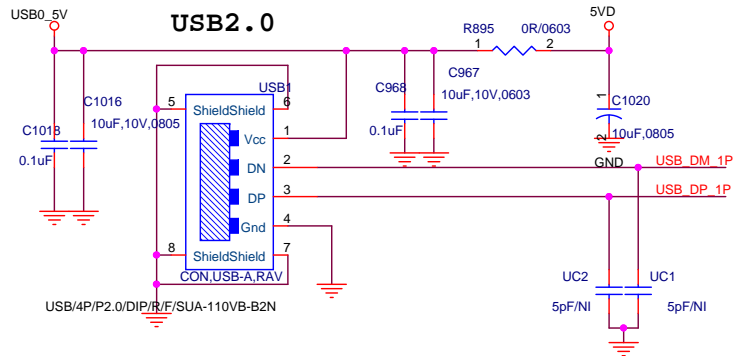 USB0_5V
USB2.0
R895 0R/0603
5VD
1 2
USB1
C1016
10uF,10V,0805
C1018
0.1uF
5 ShieldShield 6
Vcc 1
DN 2
DP 3
Gnd 4
8 ShieldShield 7
CON,USB-A,RAV
USB/4P/P2.0/DIP/R/F/SUA-110VB-B2N
C968
0.1uF
C967
10uF,10V,0603
1
C1020
2
10uF,0805
GND
USB_DM_1P
USB_DP_1P
UC2 UC1
5pF/NI 5pF/NI